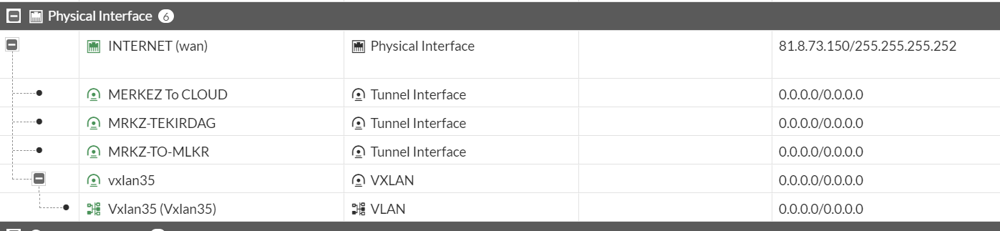 Physical Interface 6
INTERNET (wan) Physical Interface 81.8.73.150/255.255.255.252
MERKEZ To CLOUD Tunnel Interface 0.0.0.0/0.0.0.0
MRKZ-TEKIRDAG Tunnel Interface 0.0.0.0/0.0.0.0
MRKZ-TO-MLKR Tunnel Interface 0.0.0.0/0.0.0.0
vxlan35 VXLAN 0.0.0.0/0.0.0.0
Vxlan35 (Vxlan35) VLAN 0.0.0.0/0.0.0.0